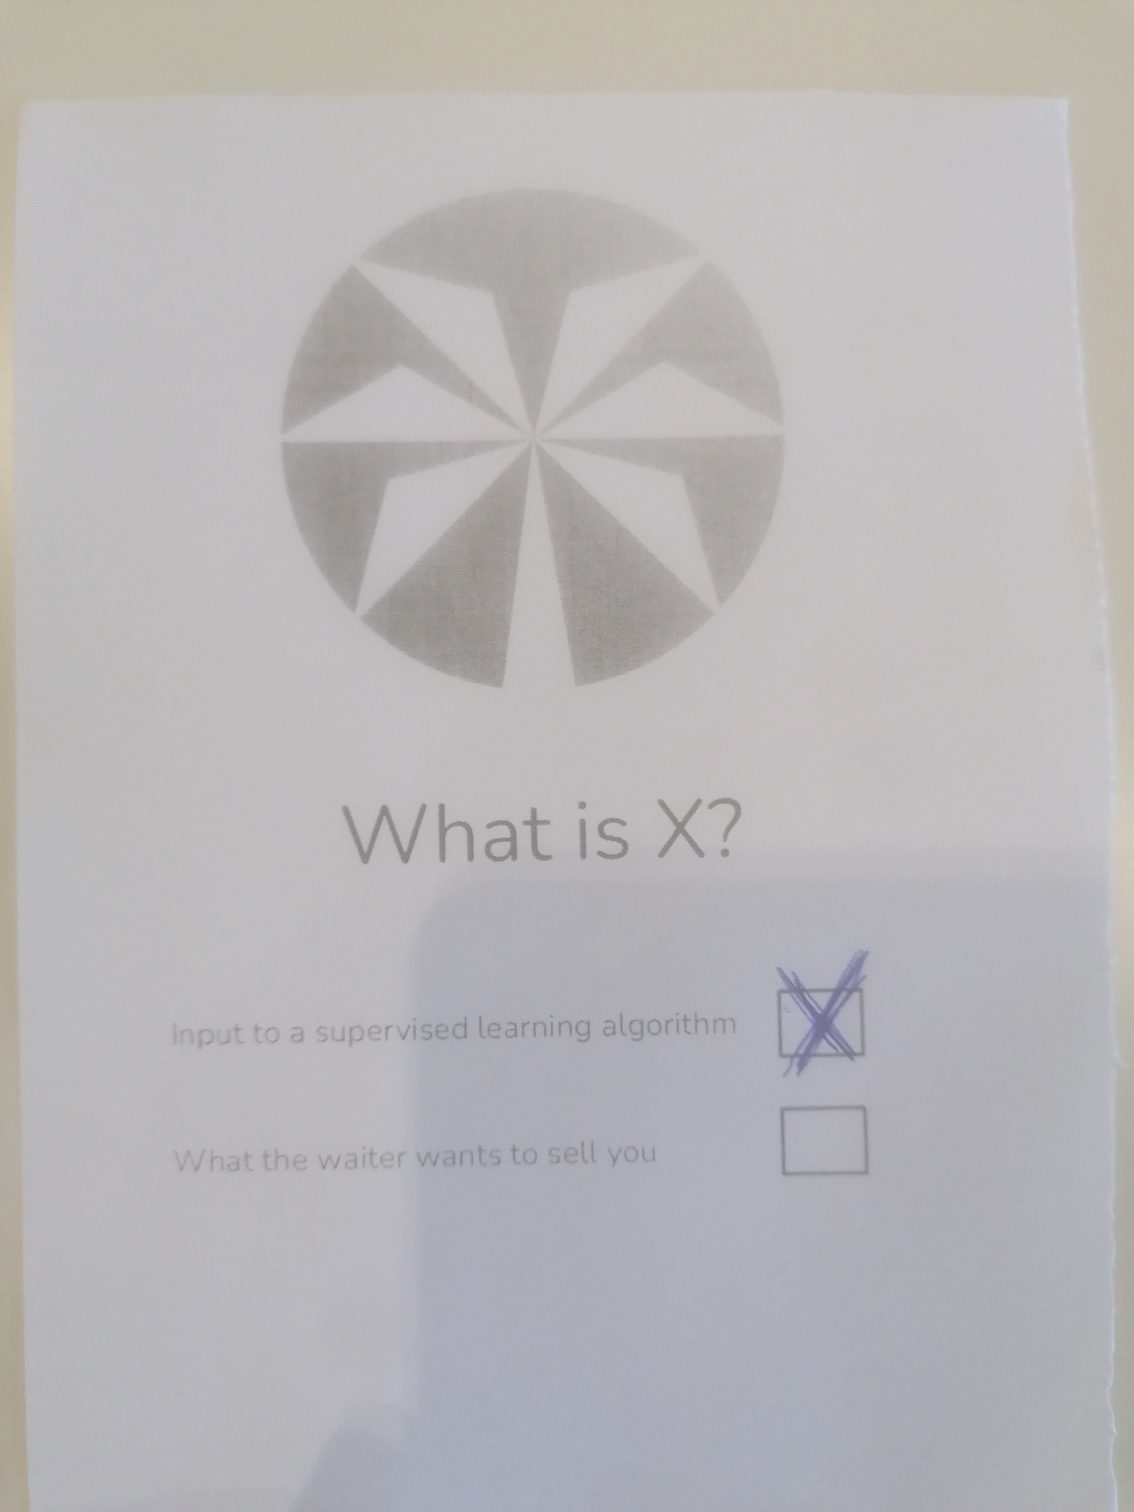 What is X?
Input to a supervised learning algorithm
What the waiter wants to sell you